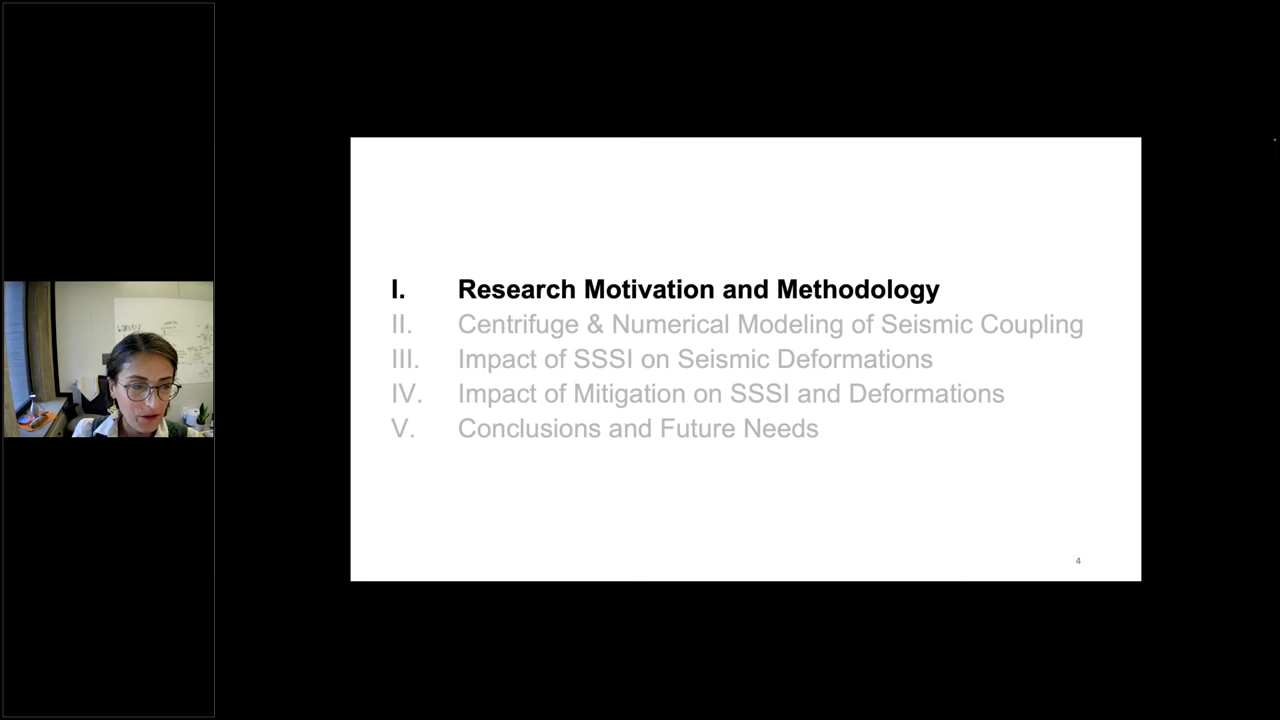 I. Research Motivation and Methodology
II. Centrifuge & Numerical Modeling of Seismic Coupling
III. Impact of SSSI on Seismic Deformations
IV. Impact of Mitigation on SSSI and Deformations
V. Conclusions and Future Needs
4